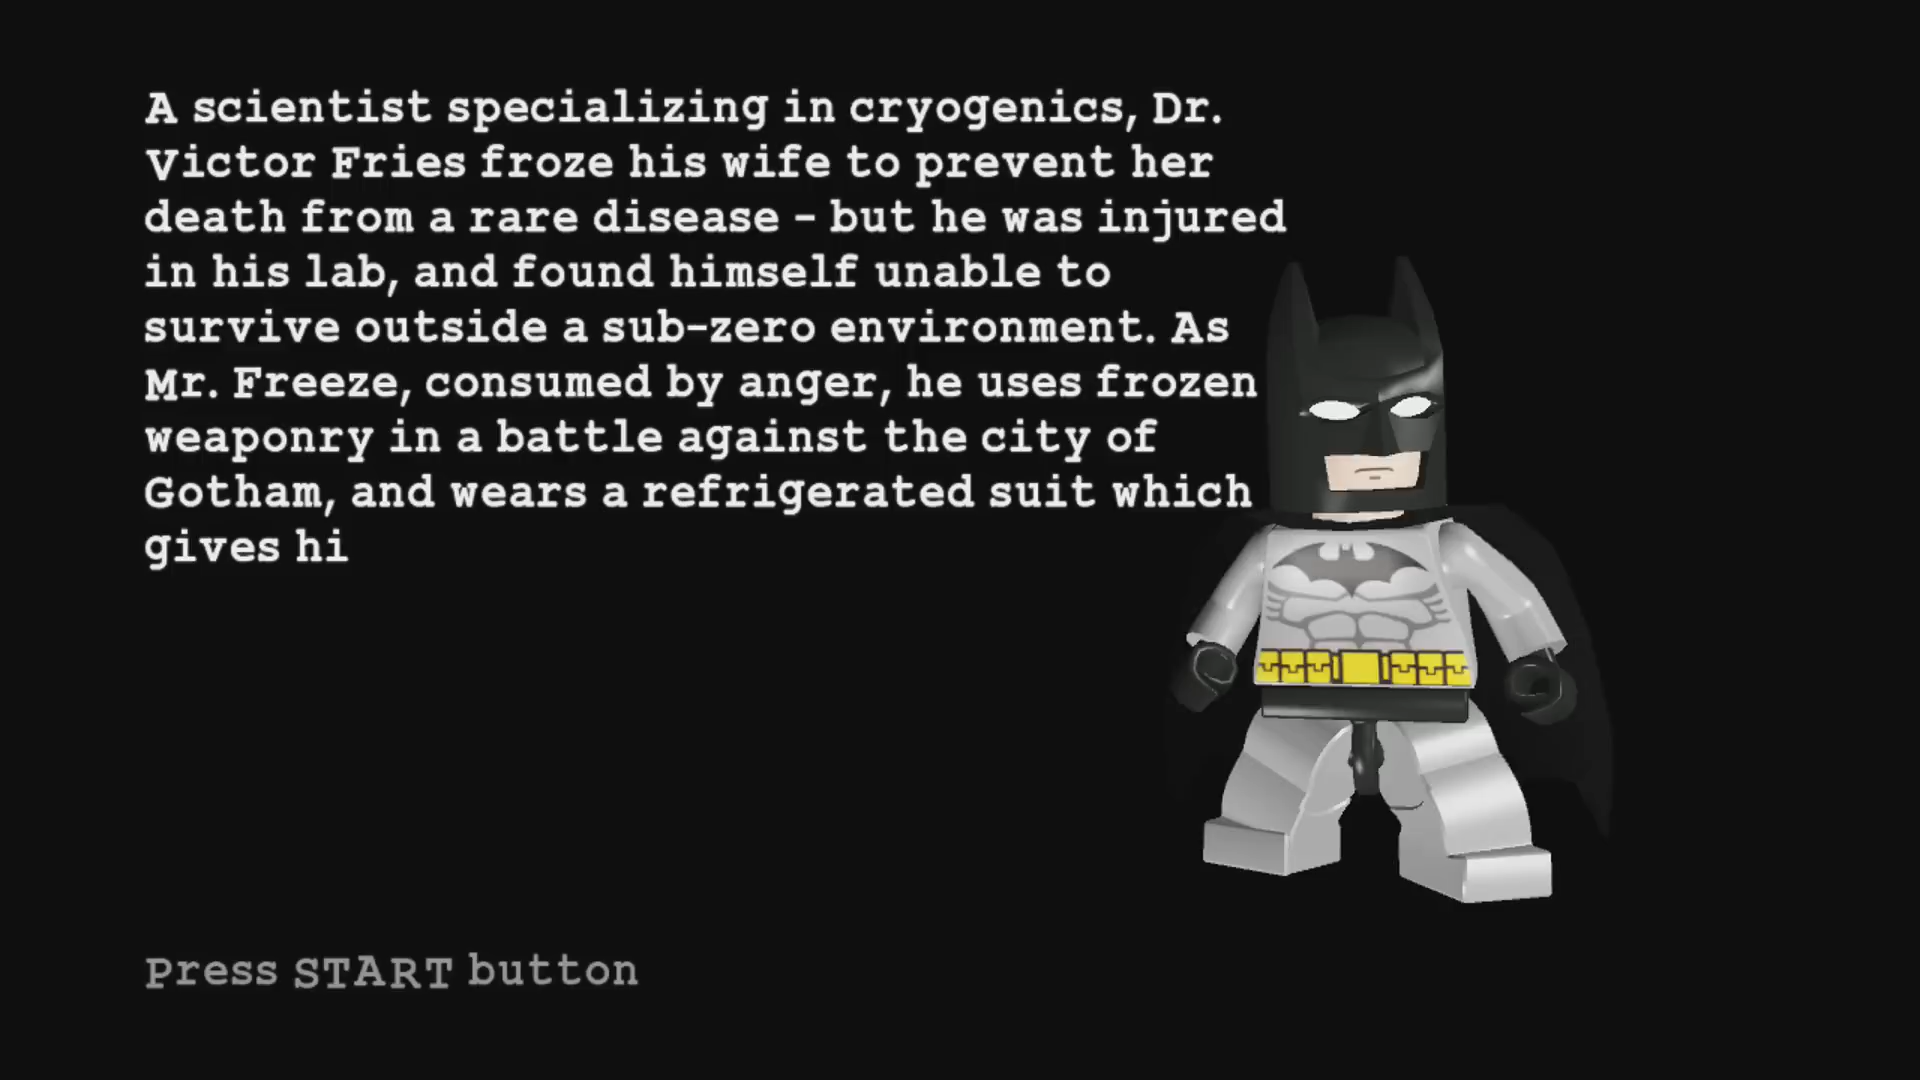 A scientist specializing in cryogenics, Dr.
Victor Fries froze his wife to prevent her
death from a rare disease - but he was injured
in his lab, and found himself unable to
survive outside a sub-zero environment. As
Mr. Freeze, consumed by anger, he uses frozen
weaponry in a battle against the city of
Gotham, and wears a refrigerated suit which
gives hi
Press START button